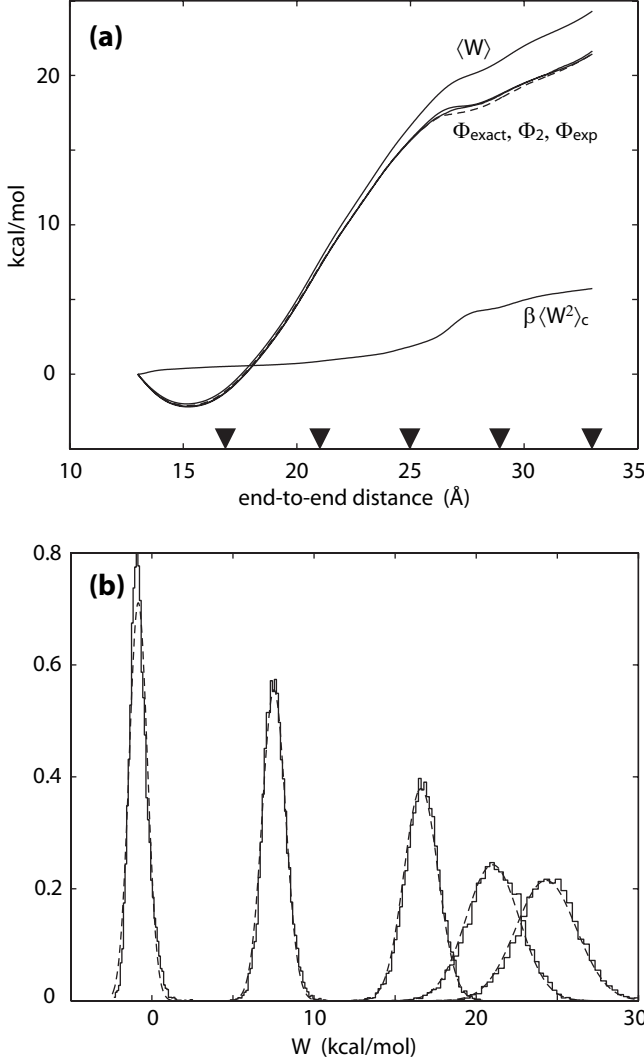 (a)
⟨W⟩
20
Φexact, Φ2, Φexp
kcal/mol
10
β⟨W²⟩c
0
10 15 20 25 30 35
end-to-end distance (Å)
0.8
(b)
0.6
0.4
0.2
0
0 10 20 30
W (kcal/mol)